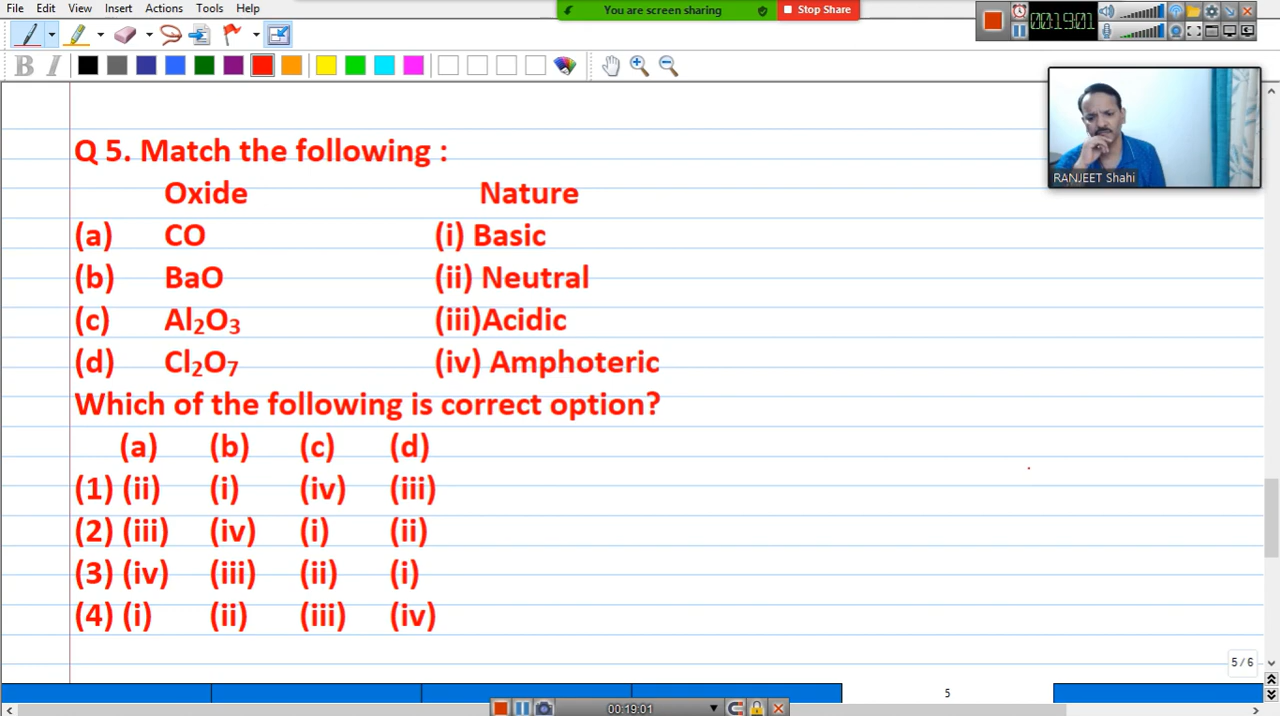 File Edit View Insert Actions Tools Help
You are screen sharing Stop Share
00:19:01
B I
RANJEET Shahi
Q 5. Match the following :
Oxide Nature
(a) CO (i) Basic
(b) BaO (ii) Neutral
(c) Al₂O₃ (iii)Acidic
(d) Cl₂O₇ (iv) Amphoteric
Which of the following is correct option?
(a) (b) (c) (d)
(1) (ii) (i) (iv) (iii)
(2) (iii) (iv) (i) (ii)
(3) (iv) (iii) (ii) (i)
(4) (i) (ii) (iii) (iv)
5 / 6
5
00:19:01